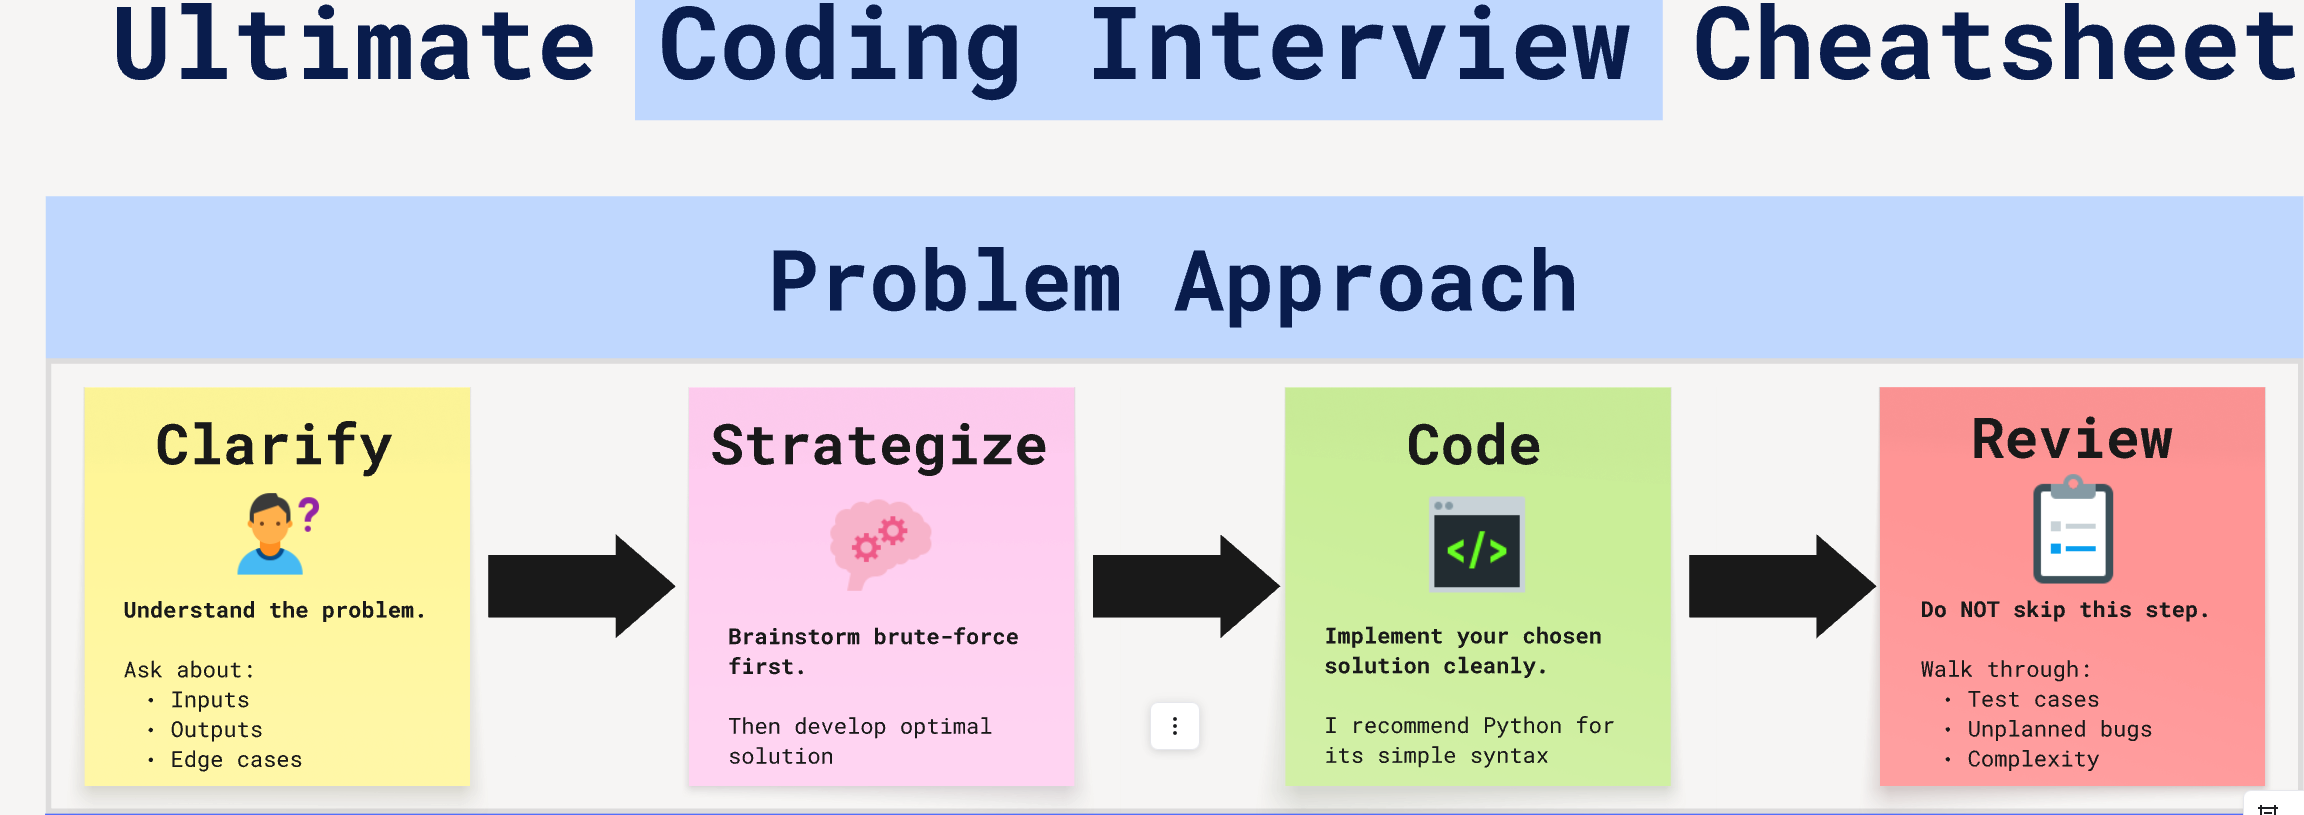 Ultimate Coding Interview Cheatsheet
Problem Approach
Clarify
?
Understand the problem.
Ask about:
• Inputs
• Outputs
• Edge cases
Strategize
Brainstorm brute-force
first.
Then develop optimal
solution
Code
</>
Implement your chosen
solution cleanly.
I recommend Python for
its simple syntax
Review
Do NOT skip this step.
Walk through:
• Test cases
• Unplanned bugs
• Complexity